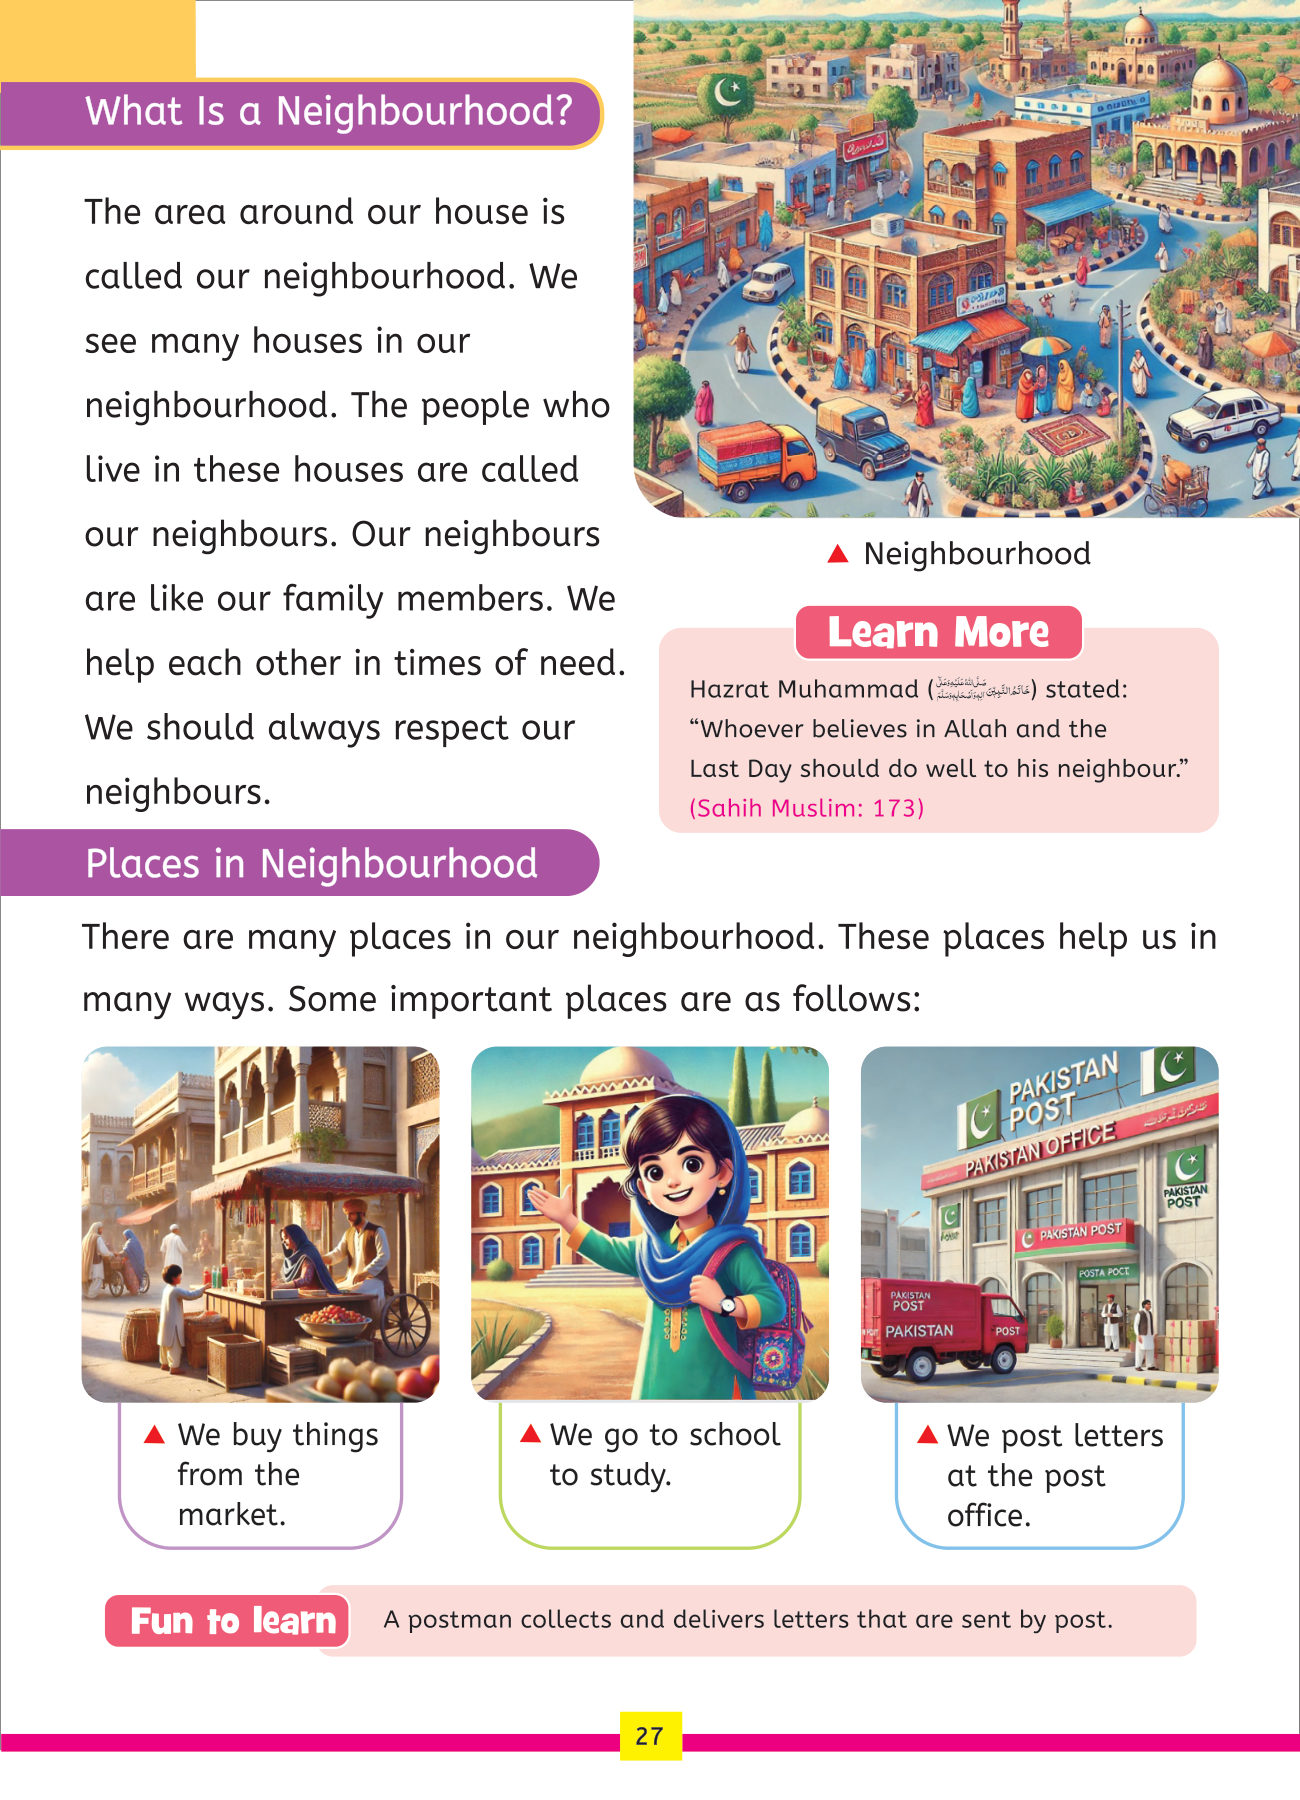 What Is a Neighbourhood?
The area around our house is
called our neighbourhood. We
see many houses in our
neighbourhood. The people who
live in these houses are called
our neighbours. Our neighbours
are like our family members. We
help each other in times of need.
We should always respect our
neighbours.
▲ Neighbourhood
Learn More
Hazrat Muhammad (خَاتَمُ النَّبِيّٖنَ صَلَّى اللهُ عَلَيْهِ وَعَلٰى اٰلِهٖ وَاَصْحَابِهٖ وَسَلَّمَ) stated:
“Whoever believes in Allah and the
Last Day should do well to his neighbour.”
(Sahih Muslim: 173)
Places in Neighbourhood
There are many places in our neighbourhood. These places help us in
many ways. Some important places are as follows:
PAKISTAN
POST
PAKISTAN OFFICE
PAKISTAN
POST
PAKISTAN POST
POSTA POCT
PAKISTAN
POST
PAKISTAN
POST
▲ We buy things
from the
market.
▲ We go to school
to study.
▲ We post letters
at the post
office.
Fun to learn
A postman collects and delivers letters that are sent by post.
27